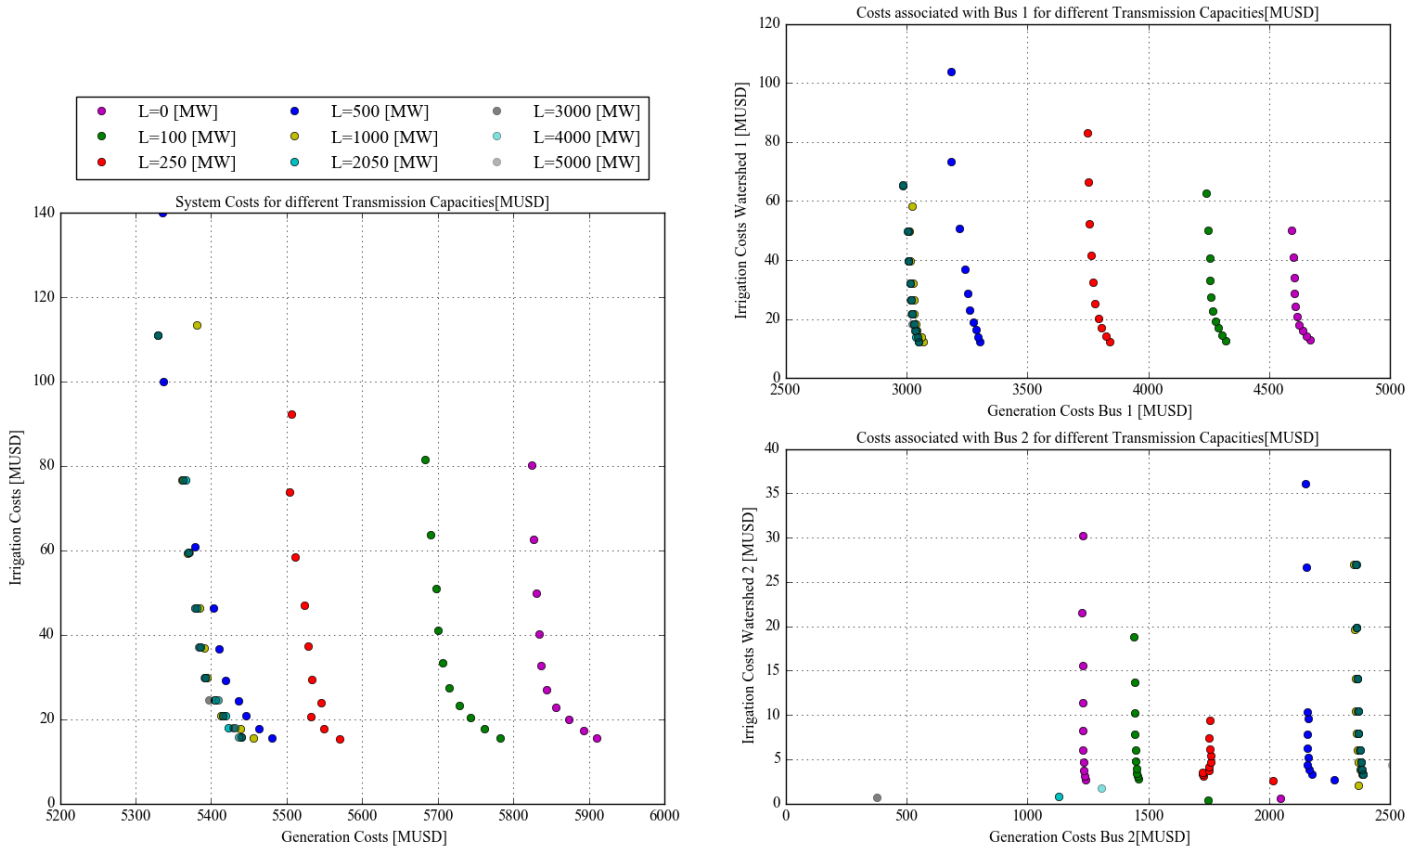 L=0 [MW] L=500 [MW] L=3000 [MW]
L=100 [MW] L=1000 [MW] L=4000 [MW]
L=250 [MW] L=2050 [MW] L=5000 [MW]
System Costs for different Transmission Capacities[MUSD]
140
120
100
80
60
40
20
0
Irrigation Costs [MUSD]
5200 5300 5400 5500 5600 5700 5800 5900 6000
Generation Costs [MUSD]
Costs associated with Bus 1 for different Transmission Capacities[MUSD]
120
100
80
60
40
20
0
Irrigation Costs Watershed 1 [MUSD]
2500 3000 3500 4000 4500 5000
Generation Costs Bus 1 [MUSD]
Costs associated with Bus 2 for different Transmission Capacities[MUSD]
40
35
30
25
20
15
10
5
0
Irrigation Costs Watersed 2 [MUSD]
0 500 1000 1500 2000 2500
Generation Costs Bus 2[MUSD]